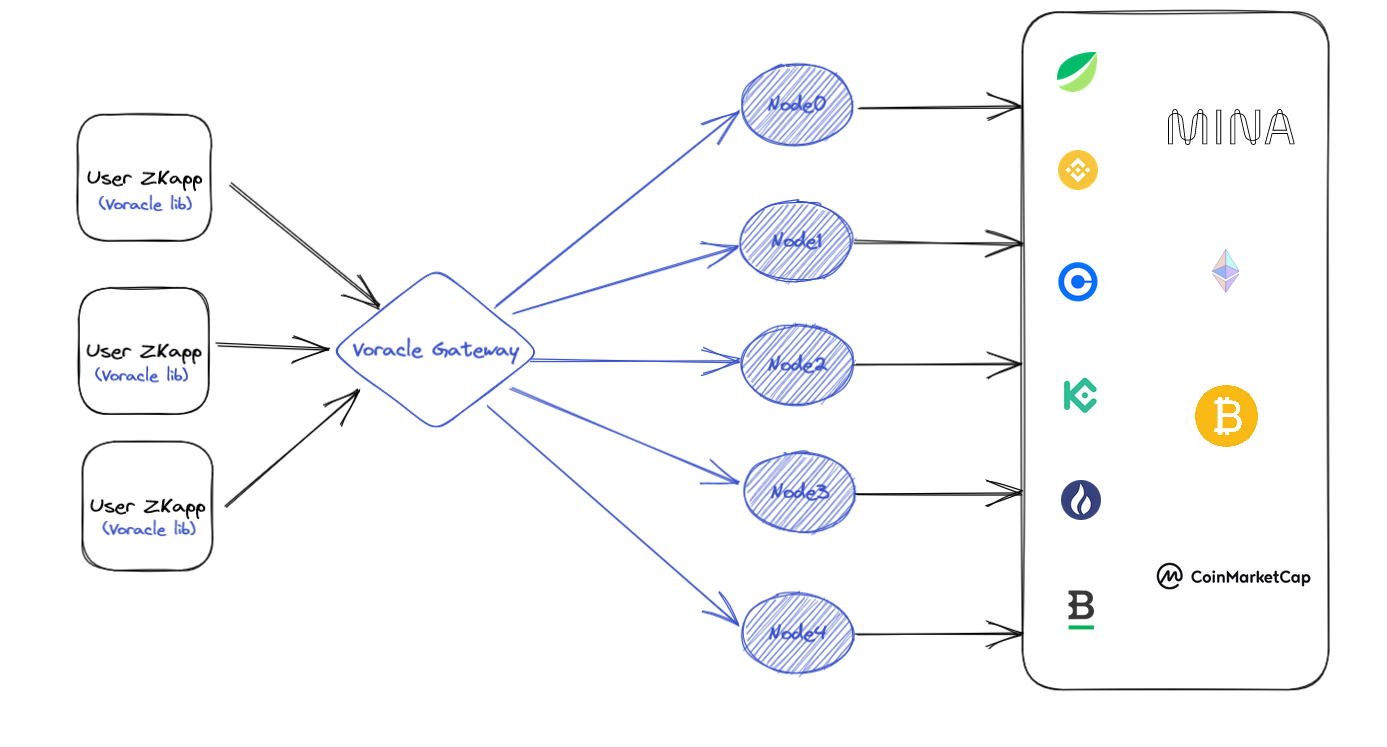 User ZKapp
(Voracle lib)
User ZKapp
(Voracle lib)
User ZKapp
(Voracle lib)
Voracle Gateway
Node0
Node1
Node2
Node3
Node4
MINA
CoinMarketCap